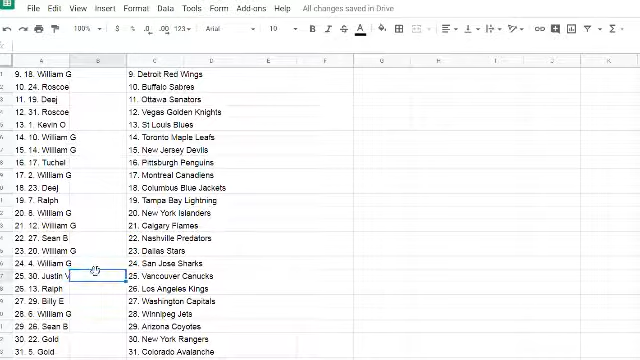 File Edit View Insert Format Data Tools Form Add-ons Help All changes saved in Drive
100% $ % .0 .00 123 Arial 10 B I S A
A B C D E F G H I J K
9. 18. William G 9. Detroit Red Wings
10. 24. Roscoe 10. Buffalo Sabres
11. 19. Deej 11. Ottawa Senators
12. 31. Roscoe 12. Vegas Golden Knights
13. 1. Kevin O 13. St Louis Blues
14. 10. William G 14. Toronto Maple Leafs
15. 14. William G 15. New Jersey Devils
16. 17. Tuchel 16. Pittsburgh Penguins
17. 2. William G 17. Montreal Canadiens
18. 23. Deej 18. Columbus Blue Jackets
19. 7. Ralph 19. Tampa Bay Lightning
20. 8. William G 20. New York Islanders
21. 12. William G 21. Calgary Flames
22. 27. Sean B 22. Nashville Predators
23. 20. William G 23. Dallas Stars
24. 4. William G 24. San Jose Sharks
25. 30. Justin V 25. Vancouver Canucks
26. 13. Ralph 26. Los Angeles Kings
27. 29. Billy E 27. Washington Capitals
28. 6. William G 28. Winnipeg Jets
29. 26. Sean B 29. Arizona Coyotes
30. 22. Gold 30. New York Rangers
31. 5. Gold 31. Colorado Avalanche